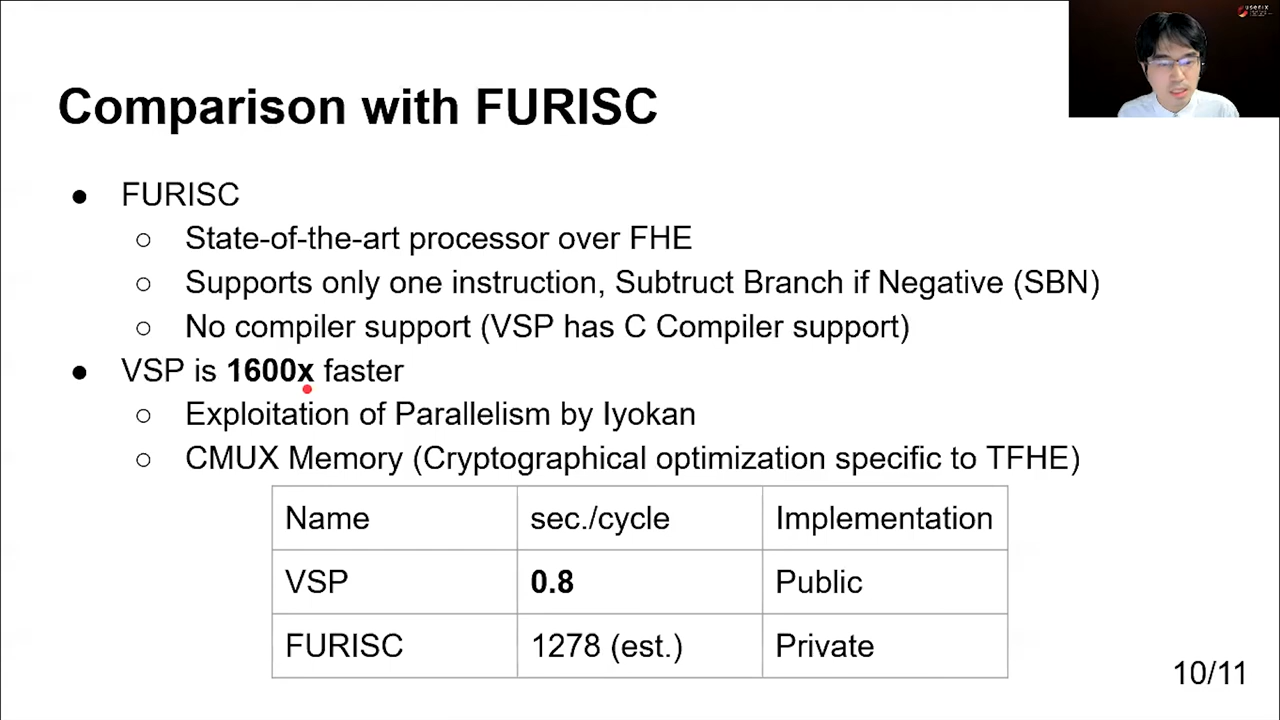 usenix
Comparison with FURISC
● FURISC
○ State-of-the-art processor over FHE
○ Supports only one instruction, Subtruct Branch if Negative (SBN)
○ No compiler support (VSP has C Compiler support)
● VSP is 1600x faster
○ Exploitation of Parallelism by Iyokan
○ CMUX Memory (Cryptographical optimization specific to TFHE)
Name sec./cycle Implementation
VSP 0.8 Public
FURISC 1278 (est.) Private
10/11